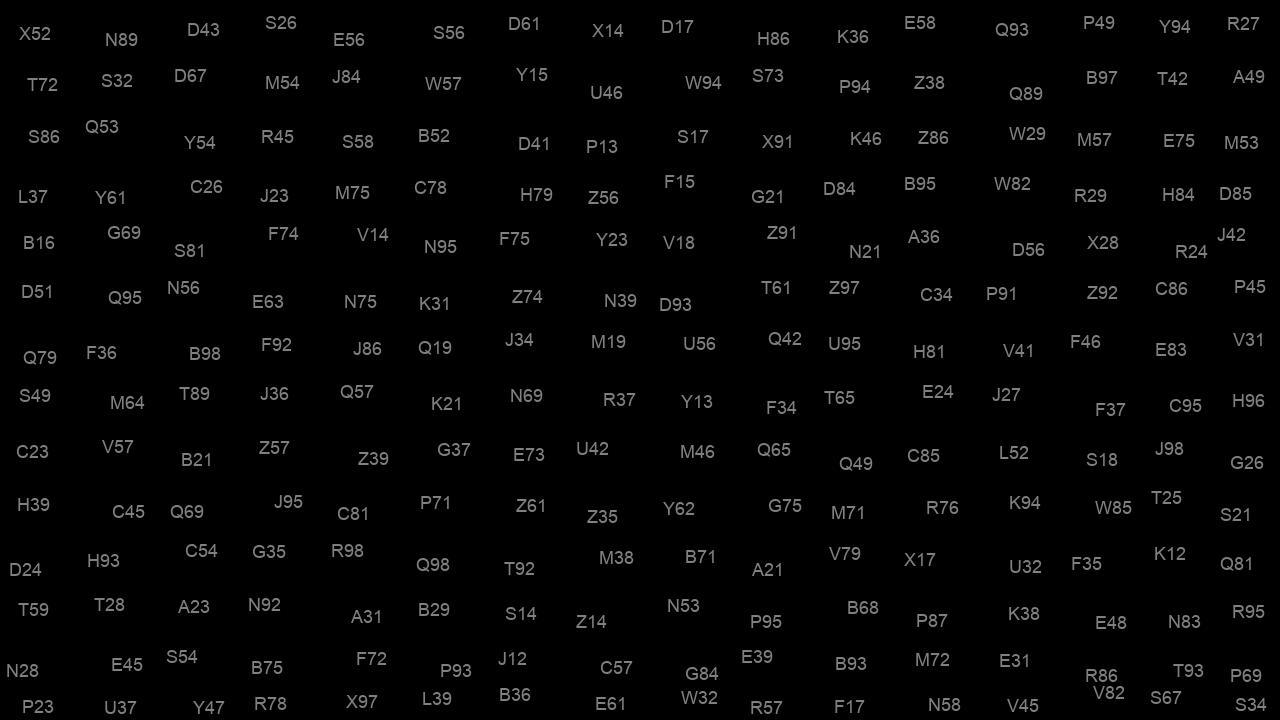 X52 N89 D43 S26 E56 S56 D61 X14 D17 H86 K36 E58 Q93 P49 Y94 R27
T72 S32 D67 M54 J84 W57 Y15 U46 W94 S73 P94 Z38 Q89 B97 T42 A49
S86 Q53 Y54 R45 S58 B52 D41 P13 S17 X91 K46 Z86 W29 M57 E75 M53
L37 Y61 C26 J23 M75 C78 H79 Z56 F15 G21 D84 B95 W82 R29 H84 D85
B16 G69 S81 F74 V14 N95 F75 Y23 V18 Z91 N21 A36 D56 X28 R24 J42
D51 Q95 N56 E63 N75 K31 Z74 N39 D93 T61 Z97 C34 P91 Z92 C86 P45
Q79 F36 B98 F92 J86 Q19 J34 M19 U56 Q42 U95 H81 V41 F46 E83 V31
S49 M64 T89 J36 Q57 K21 N69 R37 Y13 F34 T65 E24 J27 F37 C95 H96
C23 V57 B21 Z57 Z39 G37 E73 U42 M46 Q65 Q49 C85 L52 S18 J98 G26
H39 C45 Q69 J95 C81 P71 Z61 Z35 Y62 G75 M71 R76 K94 W85 T25 S21
D24 H93 C54 G35 R98 Q98 T92 M38 B71 A21 V79 X17 U32 F35 K12 Q81
T59 T28 A23 N92 A31 B29 S14 Z14 N53 P95 B68 P87 K38 E48 N83 R95
N28 E45 S54 B75 F72 P93 J12 C57 G84 E39 B93 M72 E31 R86 T93 P69
P23 U37 Y47 R78 X97 L39 B36 E61 W32 R57 F17 N58 V45 V82 S67 S34